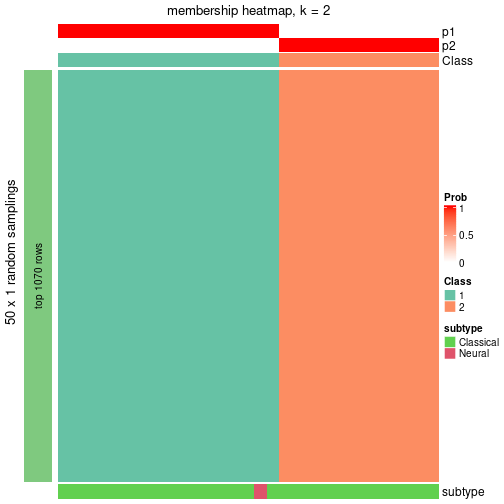 membership heatmap, k = 2
p1
p2
Class
50 x 1 random samplings
top 1070 rows
Prob
1
0.5
0
Class
1
2
subtype
Classical
Neural
subtype